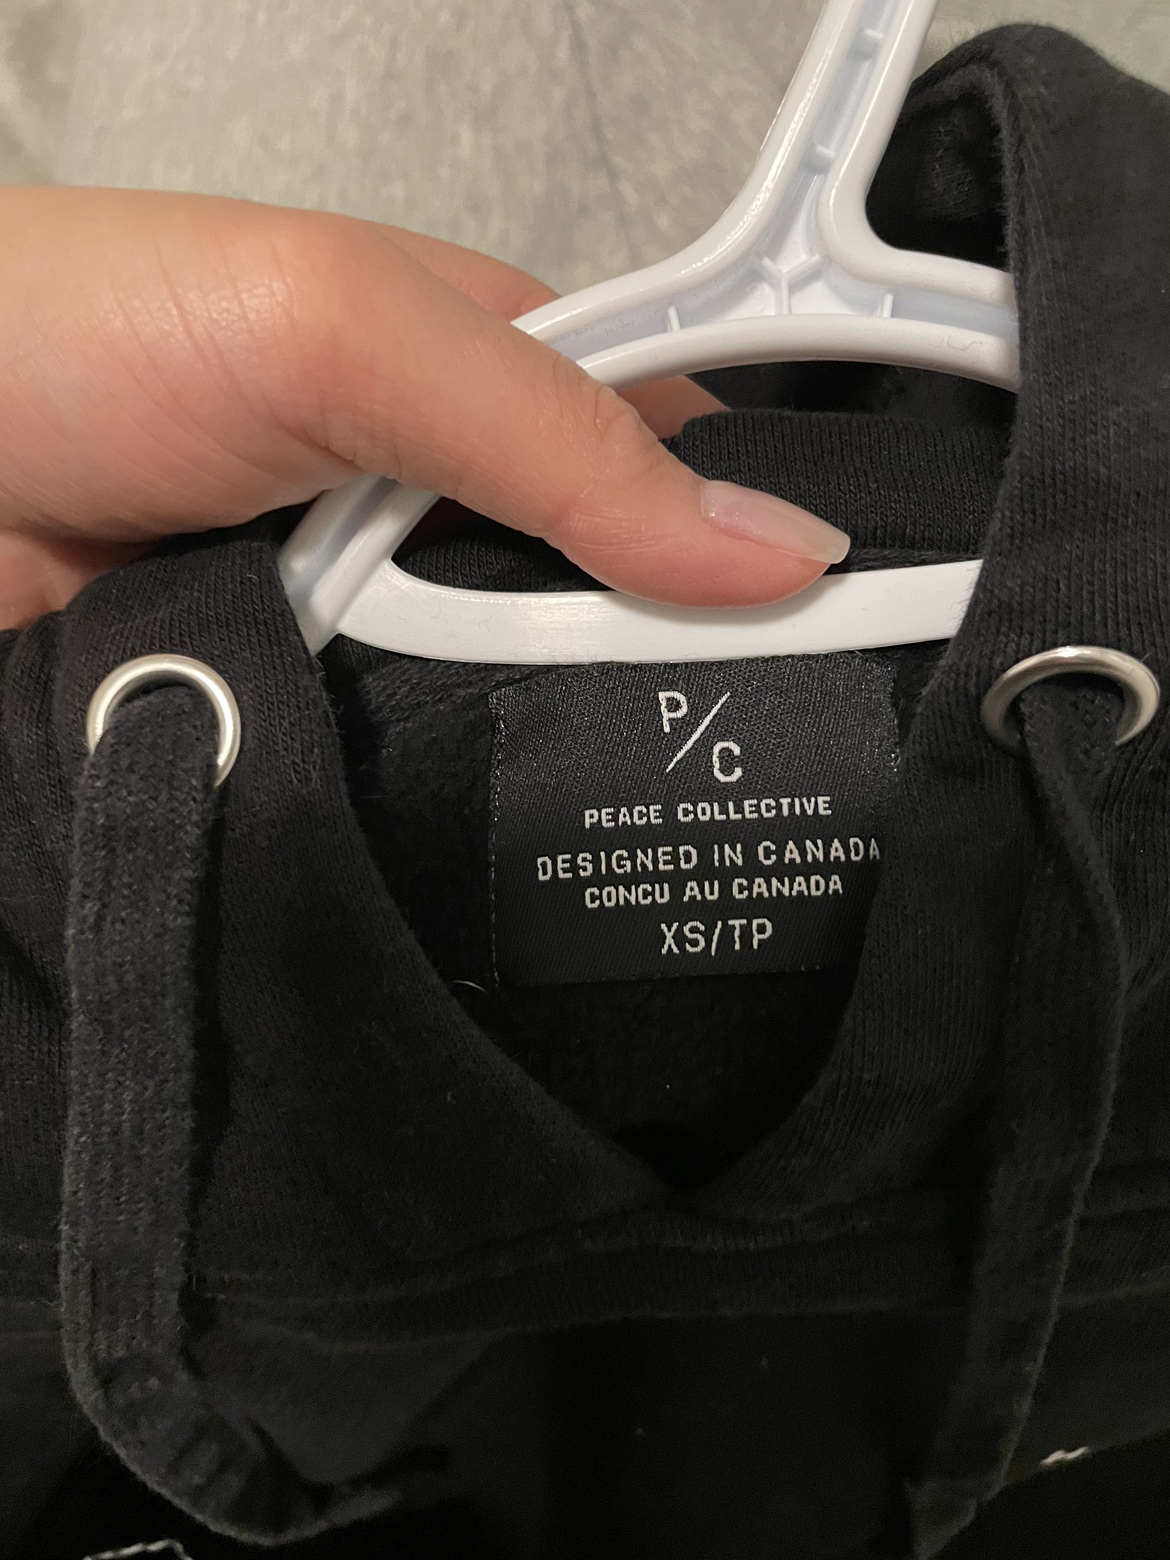 P/C
PEACE COLLECTIVE
DESIGNED IN CANADA
CONCU AU CANADA
XS/TP